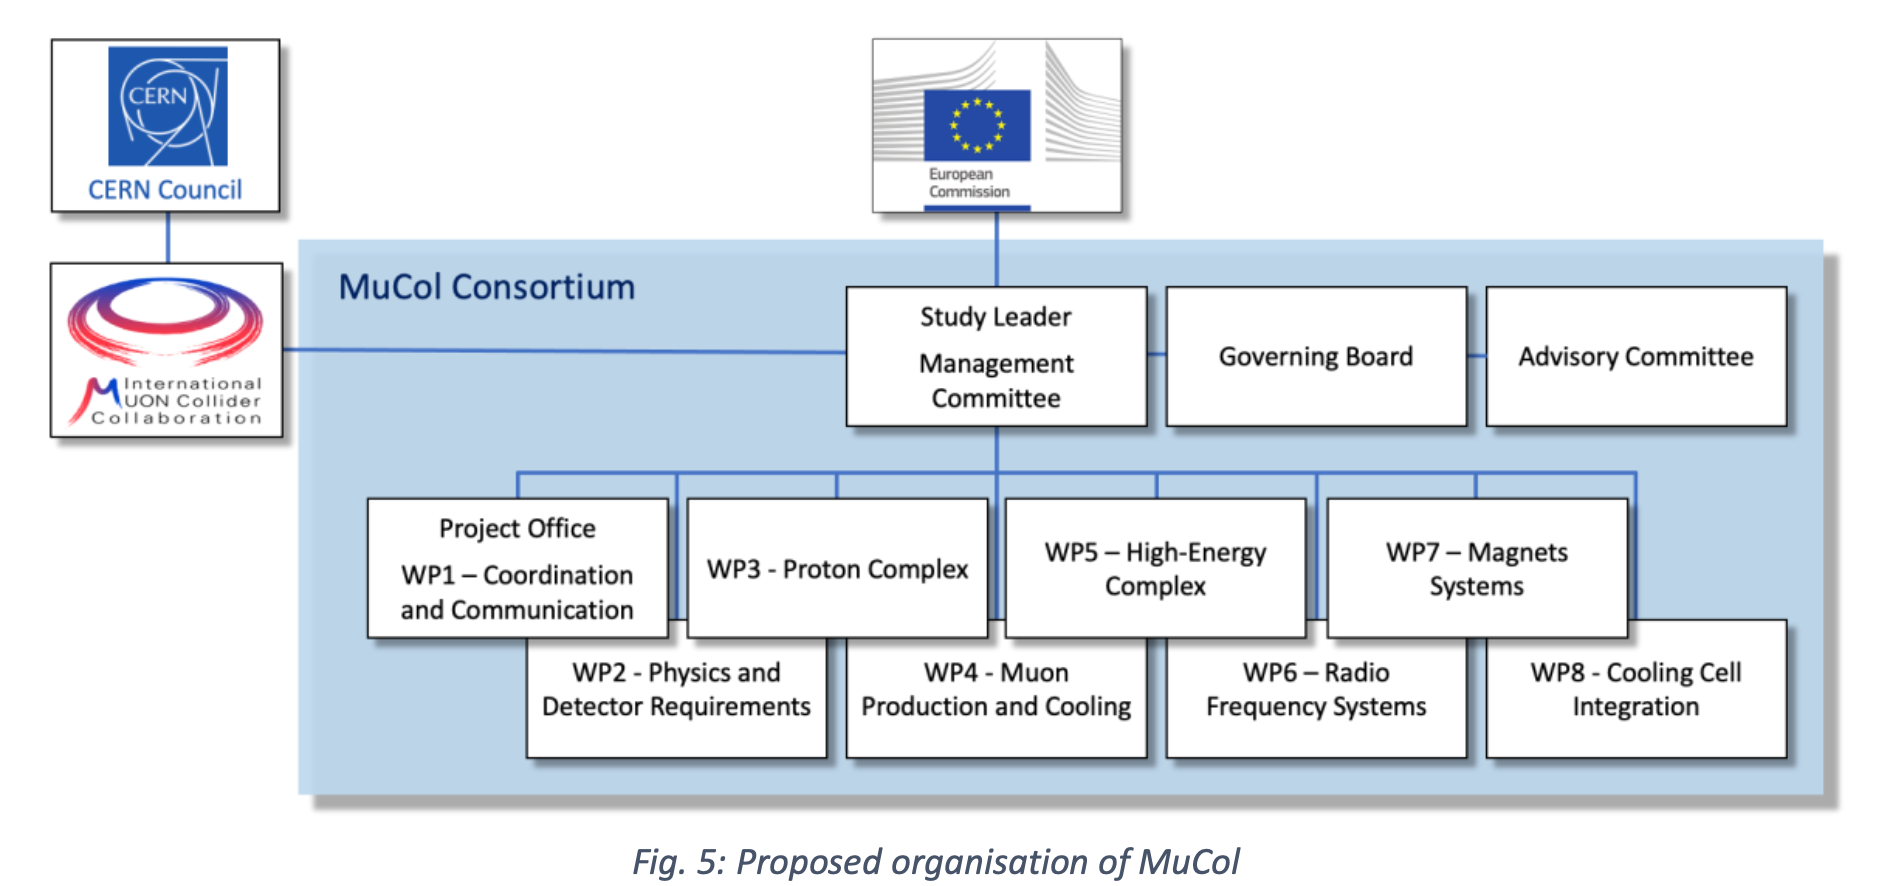 CERN
CERN Council
European
Commission
International
MUON Collider
Collaboration
MuCol Consortium
Study Leader
Management
Committee
Governing Board
Advisory Committee
Project Office
WP1 – Coordination
and Communication
WP3 - Proton Complex
WP5 – High-Energy
Complex
WP7 – Magnets
Systems
WP2 - Physics and
Detector Requirements
WP4 - Muon
Production and Cooling
WP6 – Radio
Frequency Systems
WP8 - Cooling Cell
Integration
Fig. 5: Proposed organisation of MuCol